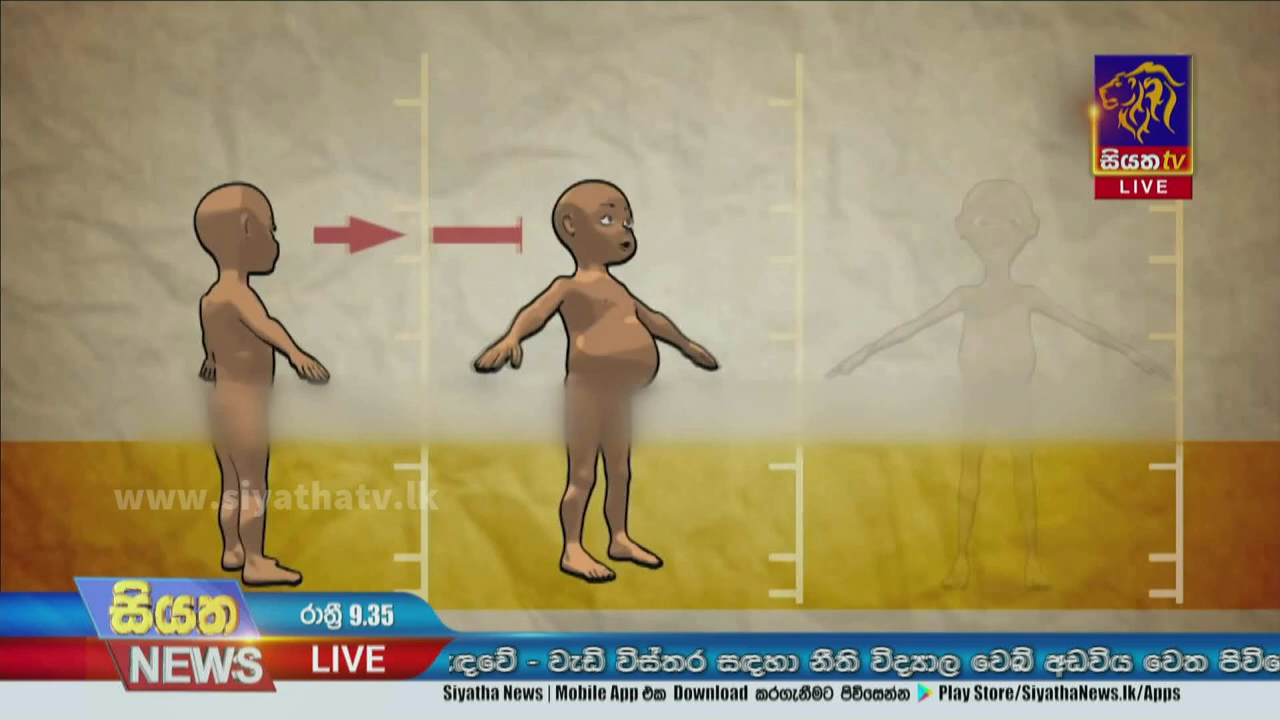 සියත tv
LIVE
www.siyathatv.lk
සියත
NEWS
රාත්‍රී 9.35
LIVE
- වැඩි විස්තර සඳහා නීති විද්‍යාල වෙබ් අඩවිය වෙත
Siyatha News | Mobile App එක Download කරගැනීමට පිවිසෙන්න Play Store/SiyathaNews.lk/Apps